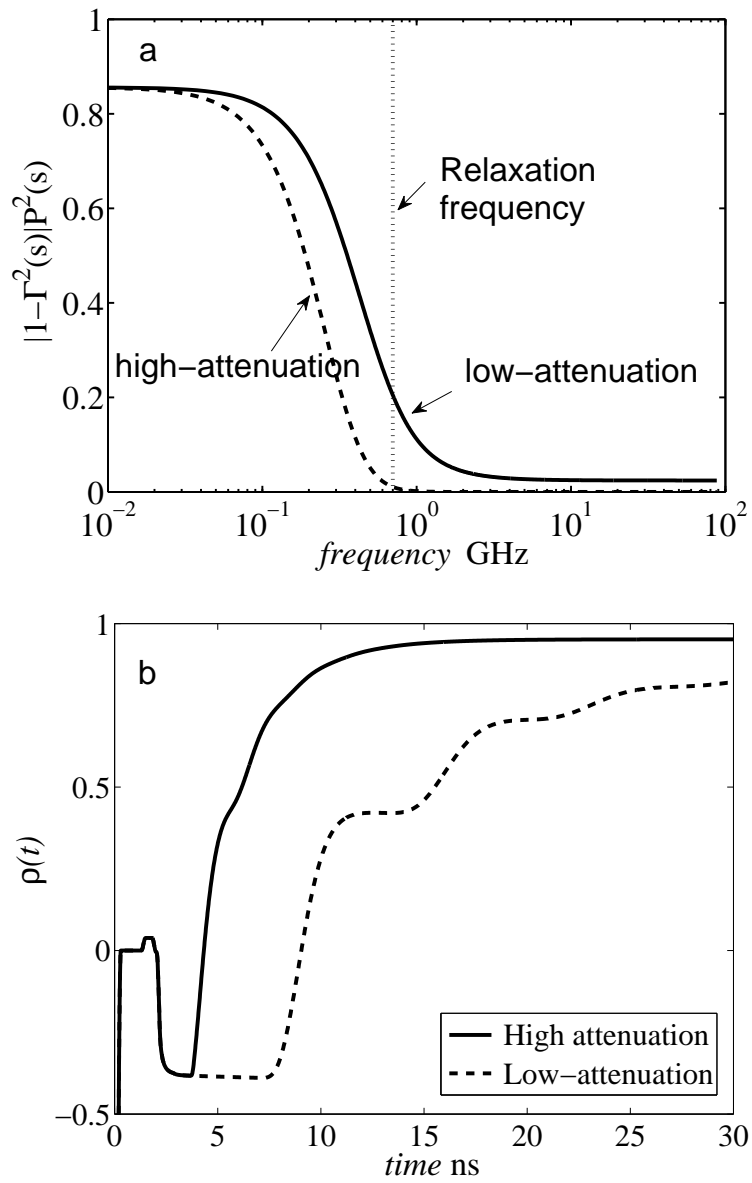 a
1
0.8
0.6
0.4
0.2
0
|1−Γ²(s)|P²(s)
Relaxation
frequency
high−attenuation
low−attenuation
10⁻² 10⁻¹ 10⁰ 10¹ 10²
frequency GHz
b
1
0.5
0
−0.5
ρ(t)
High attenuation
Low−attenuation
0 5 10 15 20 25 30
time ns